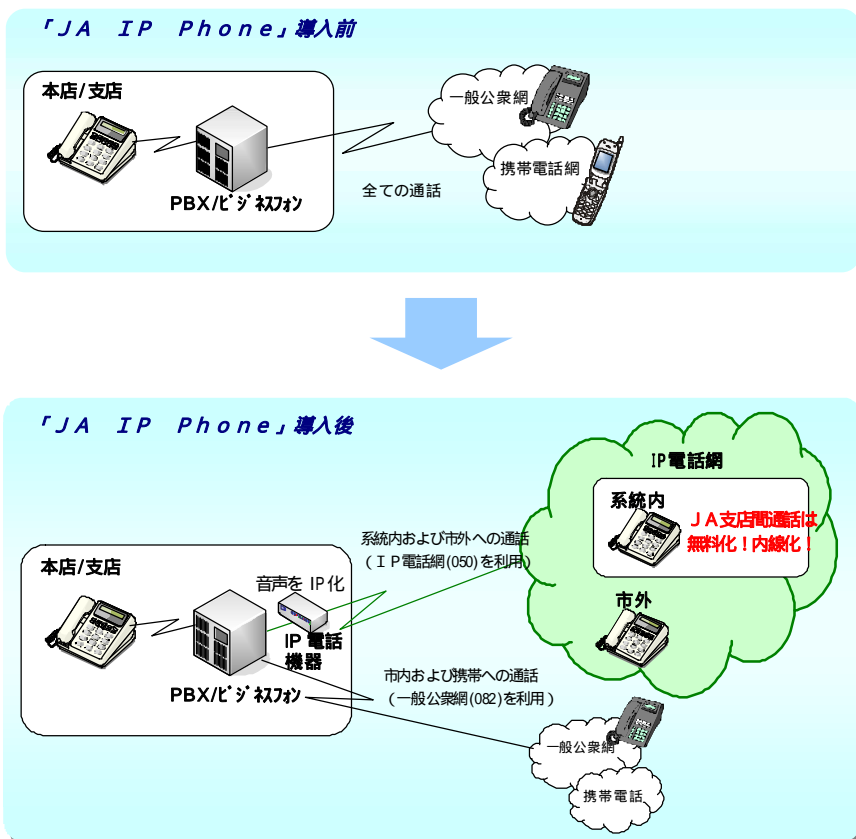 「ＪＡ　ＩＰ　Ｐｈｏｎｅ」導入前
本店/支店
PBX/ﾋﾞｼﾞﾈｽﾌｫﾝ
全ての通話
一般公衆網
携帯電話網
「ＪＡ　ＩＰ　Ｐｈｏｎｅ」導入後
本店/支店
PBX/ﾋﾞｼﾞﾈｽﾌｫﾝ
音声を IP化
IP 電話
機器
系統内および市外への通話
（ＩＰ電話網(050)を利用）
市内および携帯への通話
（一般公衆網(082)を利用）
IP電話網
系統内
ＪＡ支店間通話は
無料化！内線化！
市外
一般公衆網
携帯電話